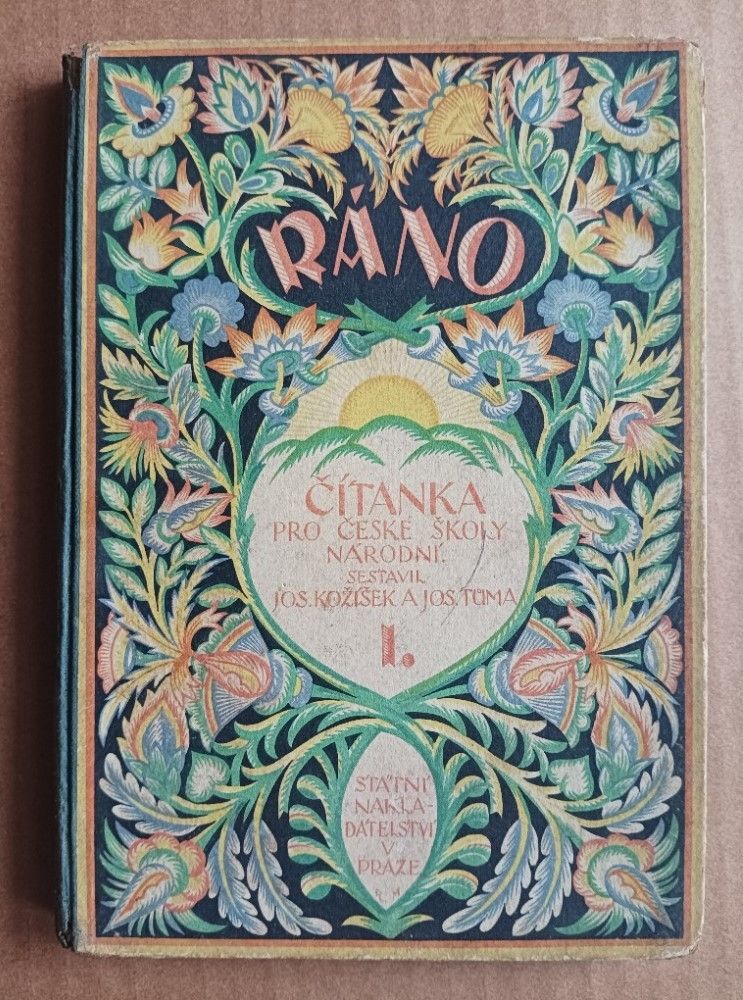 RÁNO
ČÍTANKA
PRO ČESKÉ ŠKOLY
NÁRODNÍ.
SESTAVIL
JOS. KOŽÍŠEK A JOS. TŮMA
I.
STÁTNÍ
NAKLA-
DATELSTVÍ
V
PRAZE
R. H.